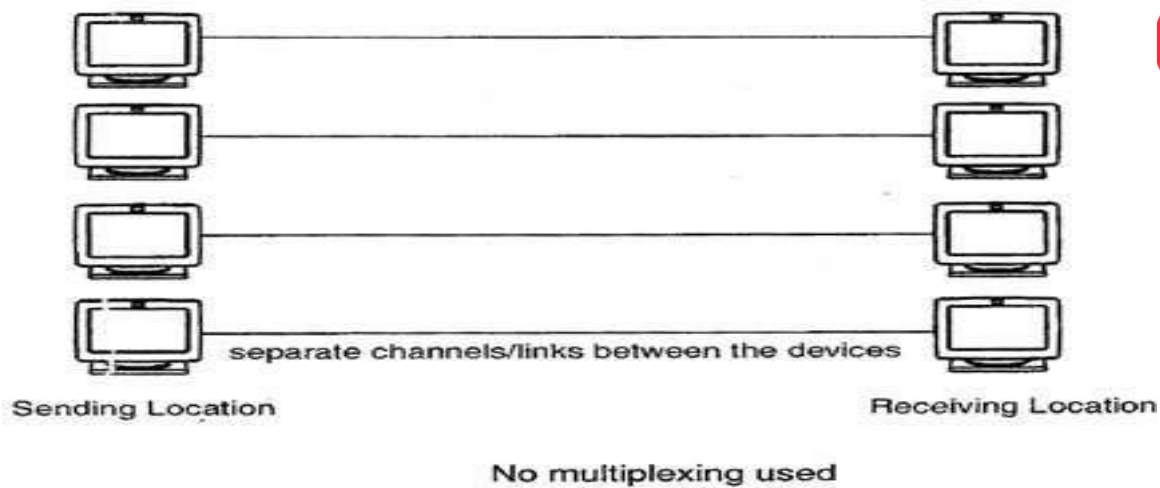 separate channels/links between the devices
Sending Location
Receiving Location
No multiplexing used